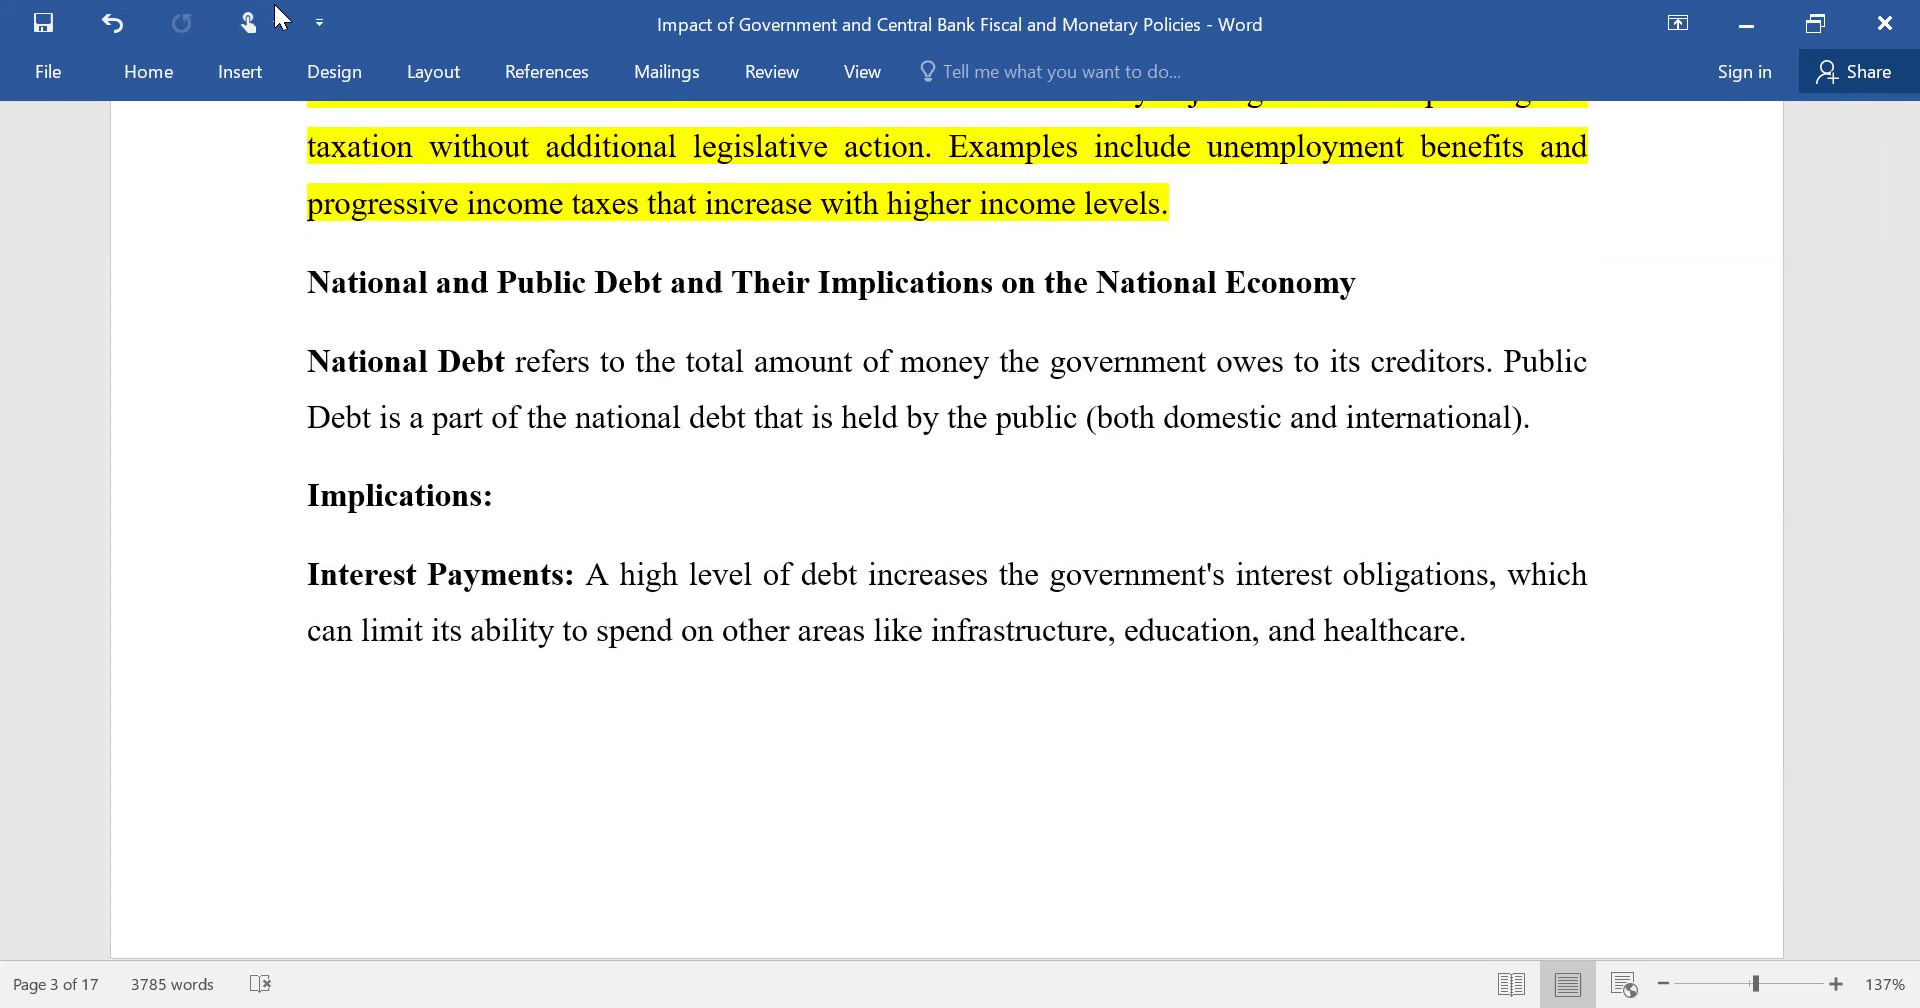 Impact of Government and Central Bank Fiscal and Monetary Policies - Word
File Home Insert Design Layout References Mailings Review View Tell me what you want to do... Sign in Share
taxation without additional legislative action. Examples include unemployment benefits and
progressive income taxes that increase with higher income levels.
National and Public Debt and Their Implications on the National Economy
National Debt refers to the total amount of money the government owes to its creditors. Public
Debt is a part of the national debt that is held by the public (both domestic and international).
Implications:
Interest Payments: A high level of debt increases the government's interest obligations, which
can limit its ability to spend on other areas like infrastructure, education, and healthcare.
Page 3 of 17 3785 words 137%